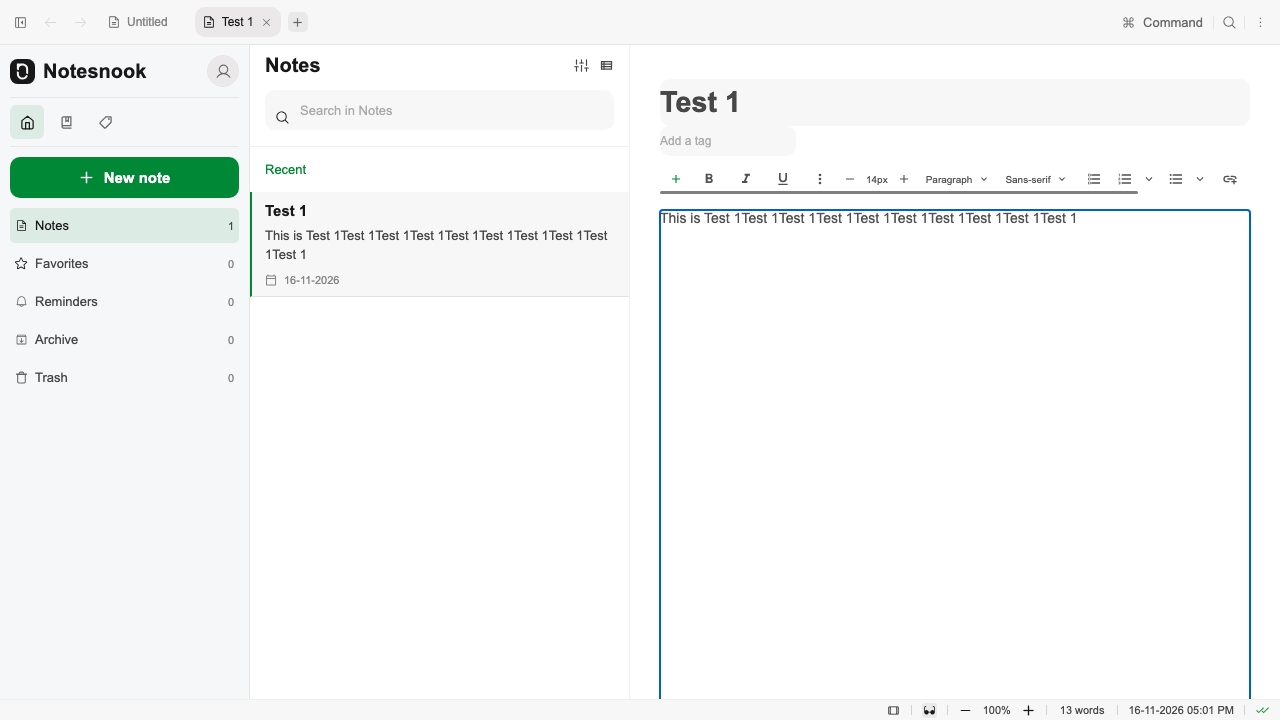 Untitled
Test 1
Command
Notesnook
New note
Notes 1
Favorites 0
Reminders 0
Archive 0
Trash 0
Notes
Search in Notes
Recent
Test 1
This is Test 1Test 1Test 1Test 1Test 1Test 1Test 1Test 1Test
1Test 1
16-11-2026
Test 1
Add a tag
B I U 14px Paragraph Sans-serif
This is Test 1Test 1Test 1Test 1Test 1Test 1Test 1Test 1Test 1Test 1
100% 13 words 16-11-2026 05:01 PM